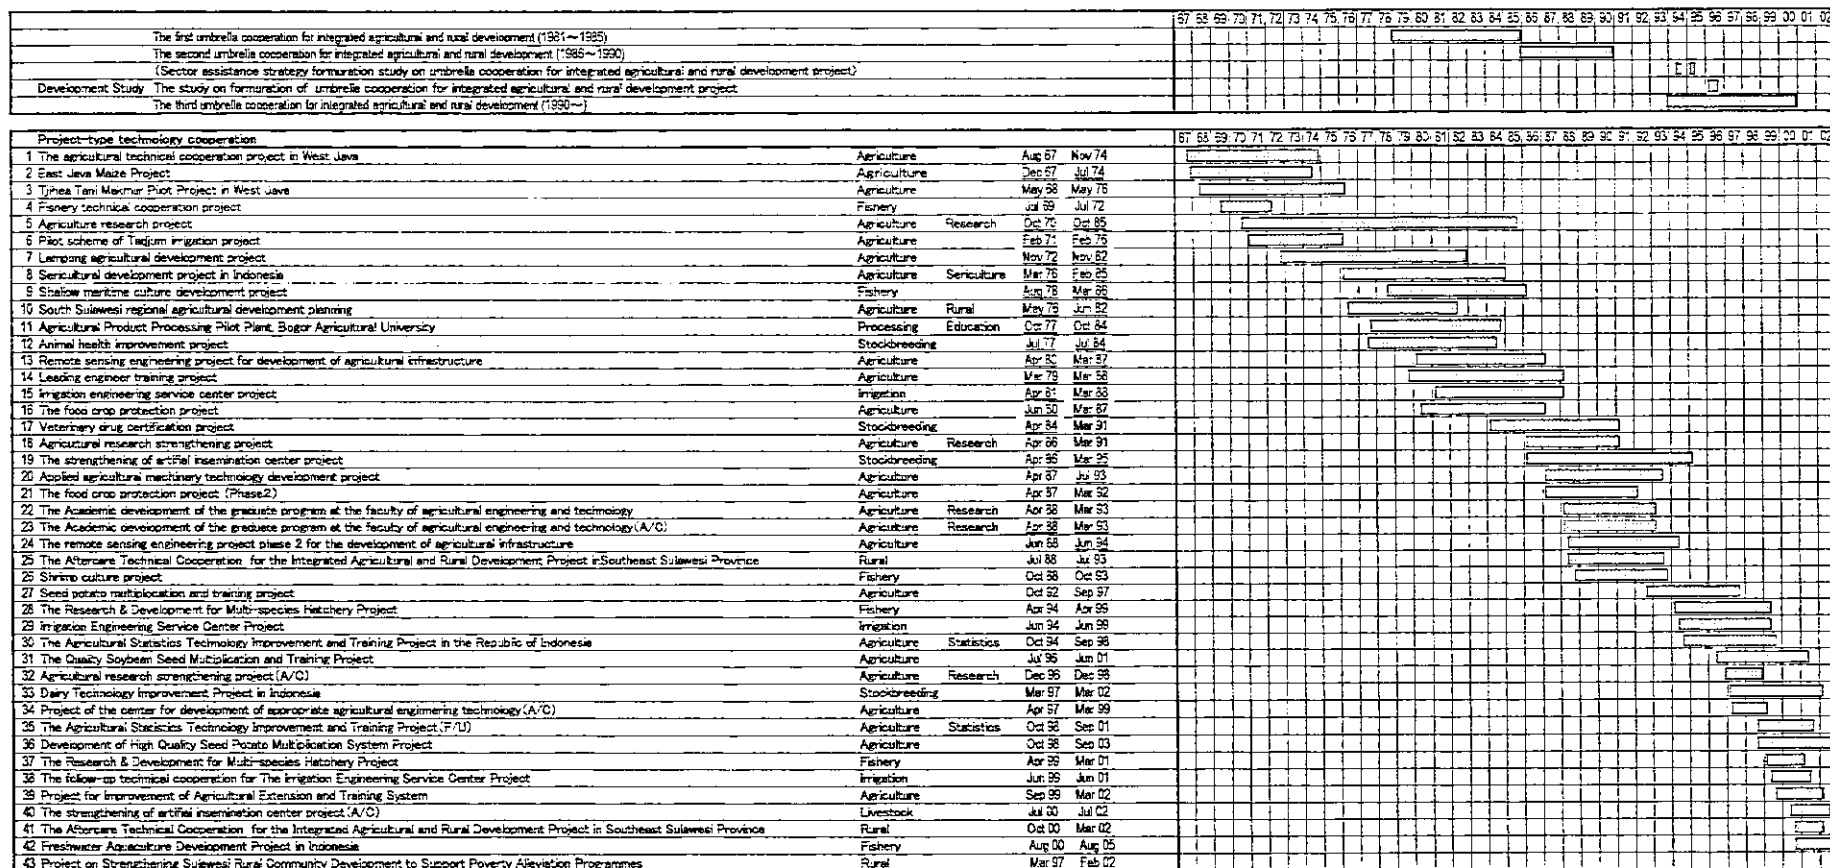 67 68 69 70 71 72 73 74 75 76 77 78 79 80 81 82 83 84 85 86 87 88 89 90 91 92 93 94 95 96 97 98 99 00 01 02
The first umbrella cooperation for integrated agricultural and rural development (1981~1985)
The second umbrella cooperation for integrated agricultural and rural development (1986~1990)
(Sector assistance strategy formuration study on umbrella cooperation for integrated agricultural and rural development project)
Development Study The study on formuration of umbrella cooperation for integrated agricultural and rural development project
The third umbrella cooperation for integrated agricultural and rural development (1990~)
Project-type technology cooperation 67 68 69 70 71 72 73 74 75 76 77 78 79 80 81 82 83 84 85 86 87 88 89 90 91 92 93 94 95 96 97 98 99 00 01 02
1 The agricultural technical cooperation project in West Java Agriculture Aug 67 Nov 74
2 East Java Maize Project Agriculture Dec 67 Jul 74
3 Tjihea Tani Makmur Pilot Project in West Java Agriculture May 68 May 76
4 Fishery technical cooperation project Fishery Jul 69 Jul 72
5 Agriculture research project Agriculture Research Oct 70 Oct 85
6 Pilot scheme of Tadjum irrigation project Agriculture Feb 71 Feb 76
7 Lampung agricultural development project Agriculture Nov 72 Nov 82
8 Sericultural development project in Indonesia Agriculture Sericulture Mar 76 Feb 85
9 Shallow maritime culture development project Fishery Aug 78 Mar 86
10 South Sulawesi regional agricultural development planning Agriculture Rural May 76 Jun 82
11 Agricultural Product Processing Pilot Plant, Bogor Agricultural University Processing Education Oct 77 Oct 84
12 Animal health improvement project Stockbreeding Jul 77 Jul 84
13 Remote sensing engineering project for development of agricultural infrastructure Agriculture Apr 80 Mar 87
14 Leading engineer training project Agriculture Mar 79 Mar 88
15 Irrigation engineering service center project Irrigation Apr 81 Mar 88
16 The food crop protection project Agriculture Jun 80 Mar 87
17 Veterinary drug certification project Stockbreeding Apr 84 Mar 91
18 Agricultural research strengthening project Agriculture Research Apr 86 Mar 91
19 The strengthening of artifial insemination center project Stockbreeding Apr 86 Mar 95
20 Applied agricultural machinery technology development project Agriculture Apr 87 Jul 93
21 The food crop protection project (Phase2) Agriculture Apr 87 Mar 92
22 The Academic development of the graduate program at the faculty of agricultural engineering and technology Agriculture Research Apr 88 Mar 93
23 The Academic development of the graduate program at the faculty of agricultural engineering and technology(A/C) Agriculture Research Apr 88 Mar 93
24 The remote sensing engineering project phase 2 for the development of agricultural infrastructure Agriculture Jun 88 Jun 94
25 The Aftercare Technical Cooperation for the Integrated Agricultural and Rural Development Project inSoutheast Sulawesi Province Rural Jul 88 Jul 93
26 Shrimp culture project Fishery Oct 88 Oct 93
27 Seed potato multiplocation and training project Agriculture Oct 92 Sep 97
28 The Research & Development for Multi-species Hatchery Project Fishery Apr 94 Apr 99
29 Irrigation Engineering Service Center Project Irrigation Jun 94 Jun 99
30 The Agricultural Statistics Technology Improvement and Training Project in the Republic of Indonesia Agriculture Statistics Oct 94 Sep 98
31 The Quality Soybean Seed Multiplication and Training Project Agriculture Jul 96 Jun 01
32 Agricultural research strengthening project(A/C) Agriculture Research Dec 96 Dec 98
33 Dairy Technology Improvement Project in Indonesia Stockbreeding Mar 97 Mar 02
34 Project of the center for development of appropriate agricultural enginnering technology(A/C) Agriculture Apr 97 Mar 99
35 The Agricultural Statistics Technology Improvement and Training Project(F/U) Agriculture Statistics Oct 98 Sep 01
36 Development of High Quality Seed Potato Multiplication System Project Agriculture Oct 98 Sep 03
37 The Research & Development for Multi-species Hatchery Project Fishery Apr 99 Mar 01
38 The follow-up technical cooperation for The Irrigation Engineering Service Center Project Irrigation Jun 99 Jun 01
39 Project for Improvement of Agricultural Extension and Training System Agriculture Sep 99 Mar 02
40 The strengthening of artifial insemination center project(A/C) Livestock Jul 00 Jul 02
41 The Aftercare Technical Cooperation for the Integrated Agricultural and Rural Development Project in Southeast Sulawesi Province Rural Oct 00 Mar 02
42 Freshwater Aquaculture Development Project in Indonesia Fishery Aug 00 Aug 05
43 Project on Strengthening Sulawesi Rural Community Development to Support Poverty Alleviation Programmes Rural Mar 97 Feb 02